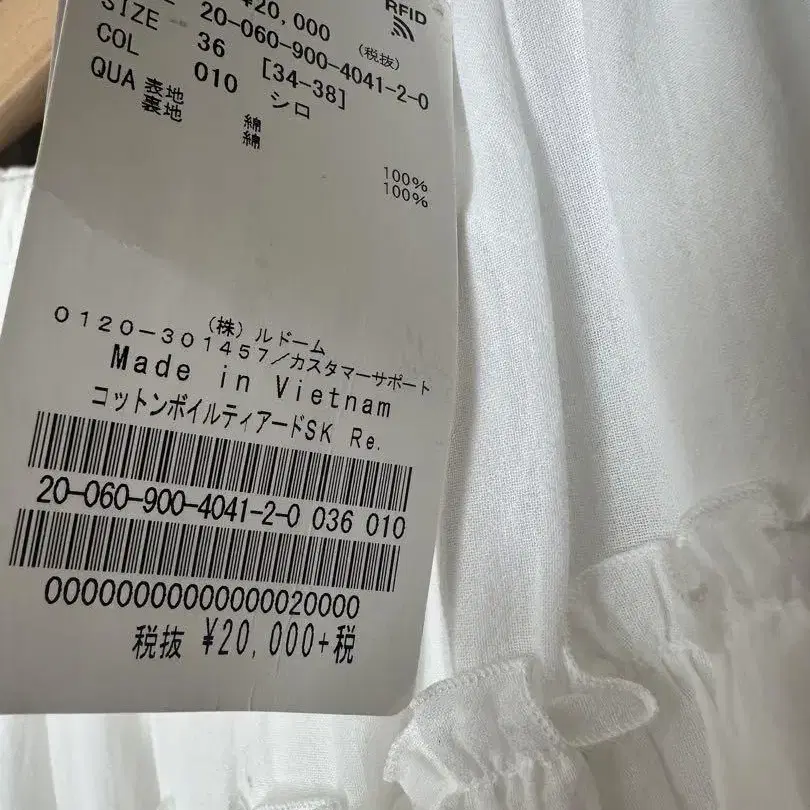 ¥20,000
RFID
(税抜)
20-060-900-4041-2-0
SIZE 36 [34-38]
COL 010 シロ
QUA 表地 綿 100%
裏地 綿 100%
(株)ルドーム
0120-301457/カスタマーサポート
Made in Vietnam
コットンボイルティアードSK Re.
20-060-900-4041-2-0 036 010
00000000000000020000
税抜 ¥20,000+税